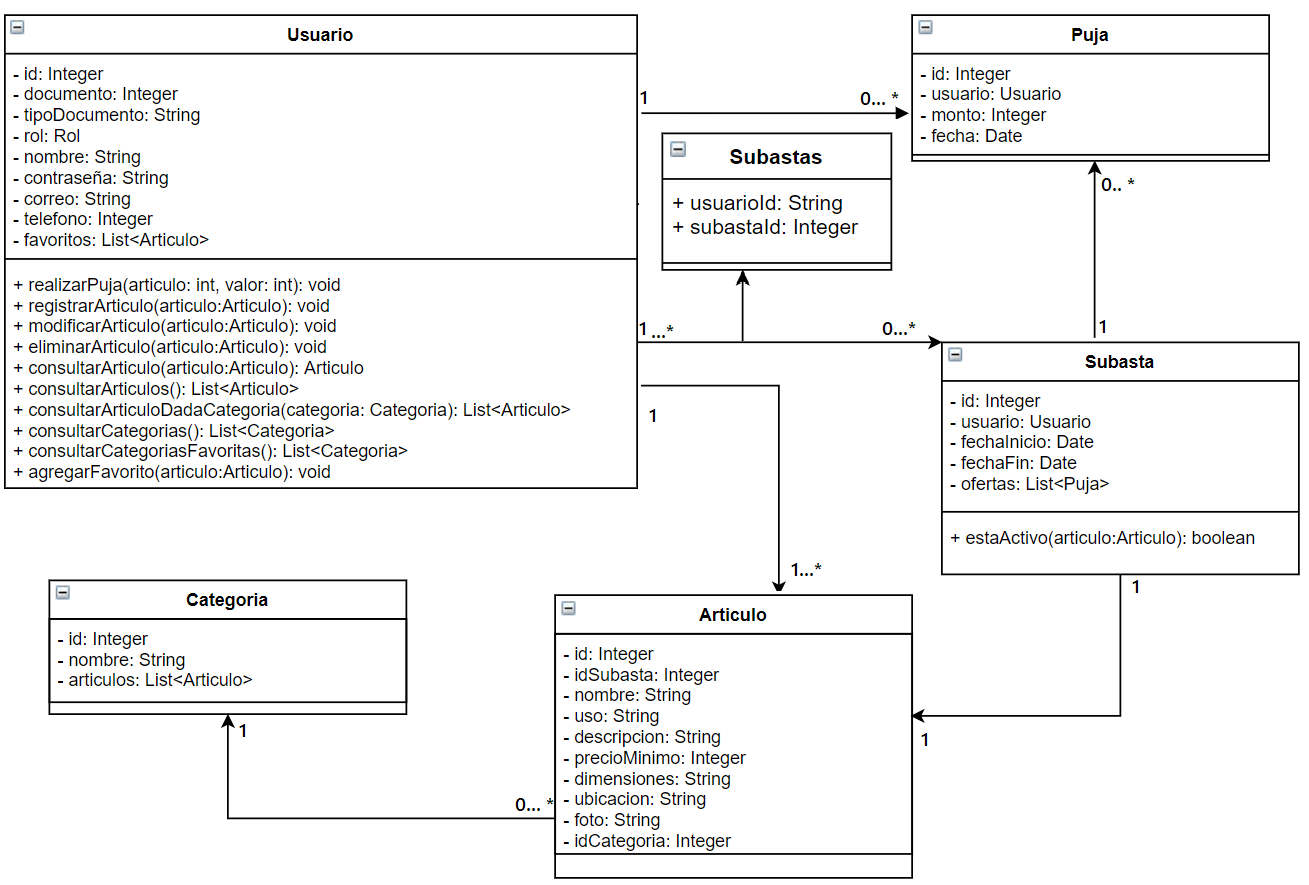 Usuario
- id: Integer
- documento: Integer
- tipoDocumento: String
- rol: Rol
- nombre: String
- contraseña: String
- correo: String
- telefono: Integer
- favoritos: List<Articulo>
+ realizarPuja(articulo: int, valor: int): void
+ registrarArticulo(articulo:Articulo): void
+ modificarArticulo(articulo:Articulo): void
+ eliminarArticulo(articulo:Articulo): void
+ consultarArticulo(articulo:Articulo): Articulo
+ consultarArticulos(): List<Articulo>
+ consultarArticuloDadaCategoria(categoria: Categoria): List<Articulo>
+ consultarCategorias(): List<Categoria>
+ consultarCategoriasFavoritas(): List<Categoria>
+ agregarFavorito(articulo:Articulo): void
1
0... *
Puja
- id: Integer
- usuario: Usuario
- monto: Integer
- fecha: Date
Subastas
+ usuarioId: String
+ subastaId: Integer
0.. *
1
1...*
0...*
Subasta
- id: Integer
- usuario: Usuario
- fechaInicio: Date
- fechaFin: Date
- ofertas: List<Puja>
+ estaActivo(articulo:Articulo): boolean
1
1...*
1
1
Categoria
- id: Integer
- nombre: String
- articulos: List<Articulo>
1
0... *
Articulo
- id: Integer
- idSubasta: Integer
- nombre: String
- uso: String
- descripcion: String
- precioMinimo: Integer
- dimensiones: String
- ubicacion: String
- foto: String
- idCategoria: Integer